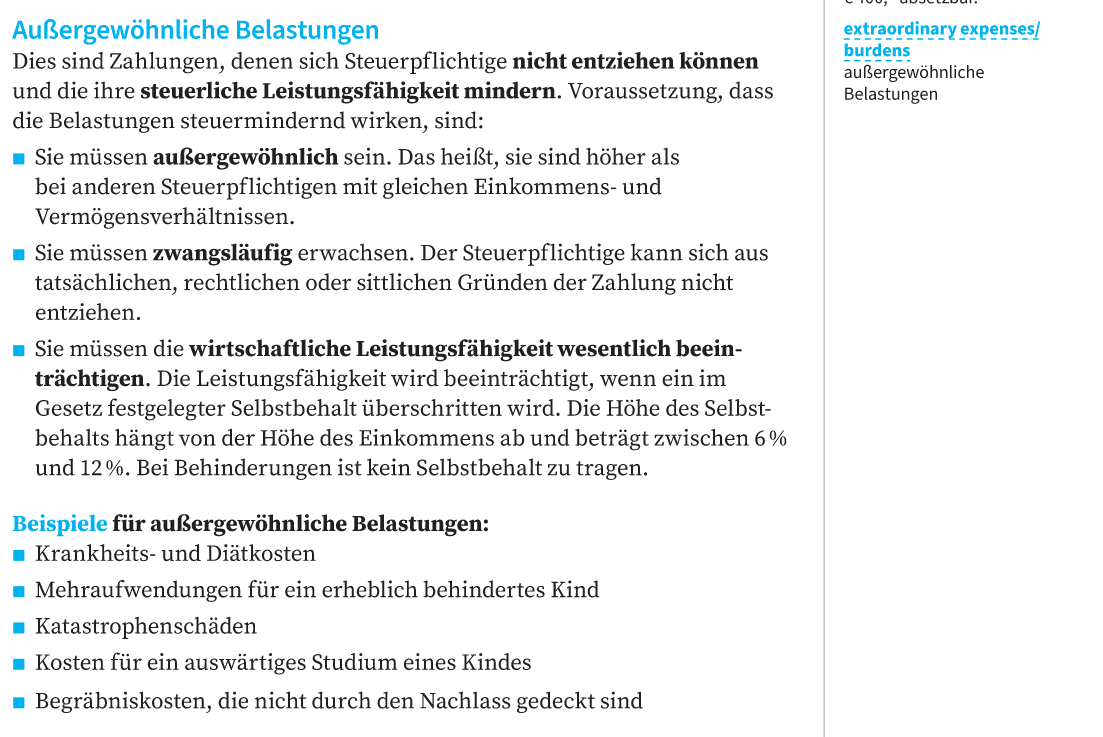 Außergewöhnliche Belastungen
Dies sind Zahlungen, denen sich Steuerpflichtige nicht entziehen können
und die ihre steuerliche Leistungsfähigkeit mindern. Voraussetzung, dass
die Belastungen steuermindernd wirken, sind:
■ Sie müssen außergewöhnlich sein. Das heißt, sie sind höher als
bei anderen Steuerpflichtigen mit gleichen Einkommens- und
Vermögensverhältnissen.
■ Sie müssen zwangsläufig erwachsen. Der Steuerpflichtige kann sich aus
tatsächlichen, rechtlichen oder sittlichen Gründen der Zahlung nicht
entziehen.
■ Sie müssen die wirtschaftliche Leistungsfähigkeit wesentlich beein-
trächtigen. Die Leistungsfähigkeit wird beeinträchtigt, wenn ein im
Gesetz festgelegter Selbstbehalt überschritten wird. Die Höhe des Selbst-
behalts hängt von der Höhe des Einkommens ab und beträgt zwischen 6 %
und 12 %. Bei Behinderungen ist kein Selbstbehalt zu tragen.
Beispiele für außergewöhnliche Belastungen:
■ Krankheits- und Diätkosten
■ Mehraufwendungen für ein erheblich behindertes Kind
■ Katastrophenschäden
■ Kosten für ein auswärtiges Studium eines Kindes
■ Begräbniskosten, die nicht durch den Nachlass gedeckt sind
absetzbar.
extraordinary expenses/
burdens
außergewöhnliche
Belastungen